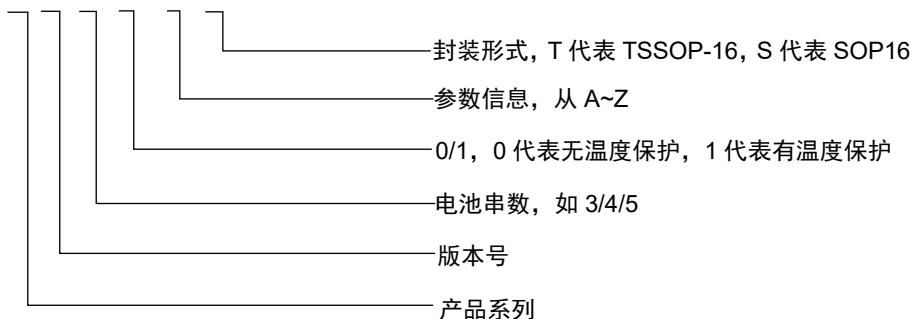 封装形式，T 代表 TSSOP-16，S 代表 SOP16
参数信息，从 A~Z
0/1，0 代表无温度保护，1 代表有温度保护
电池串数，如 3/4/5
版本号
产品系列